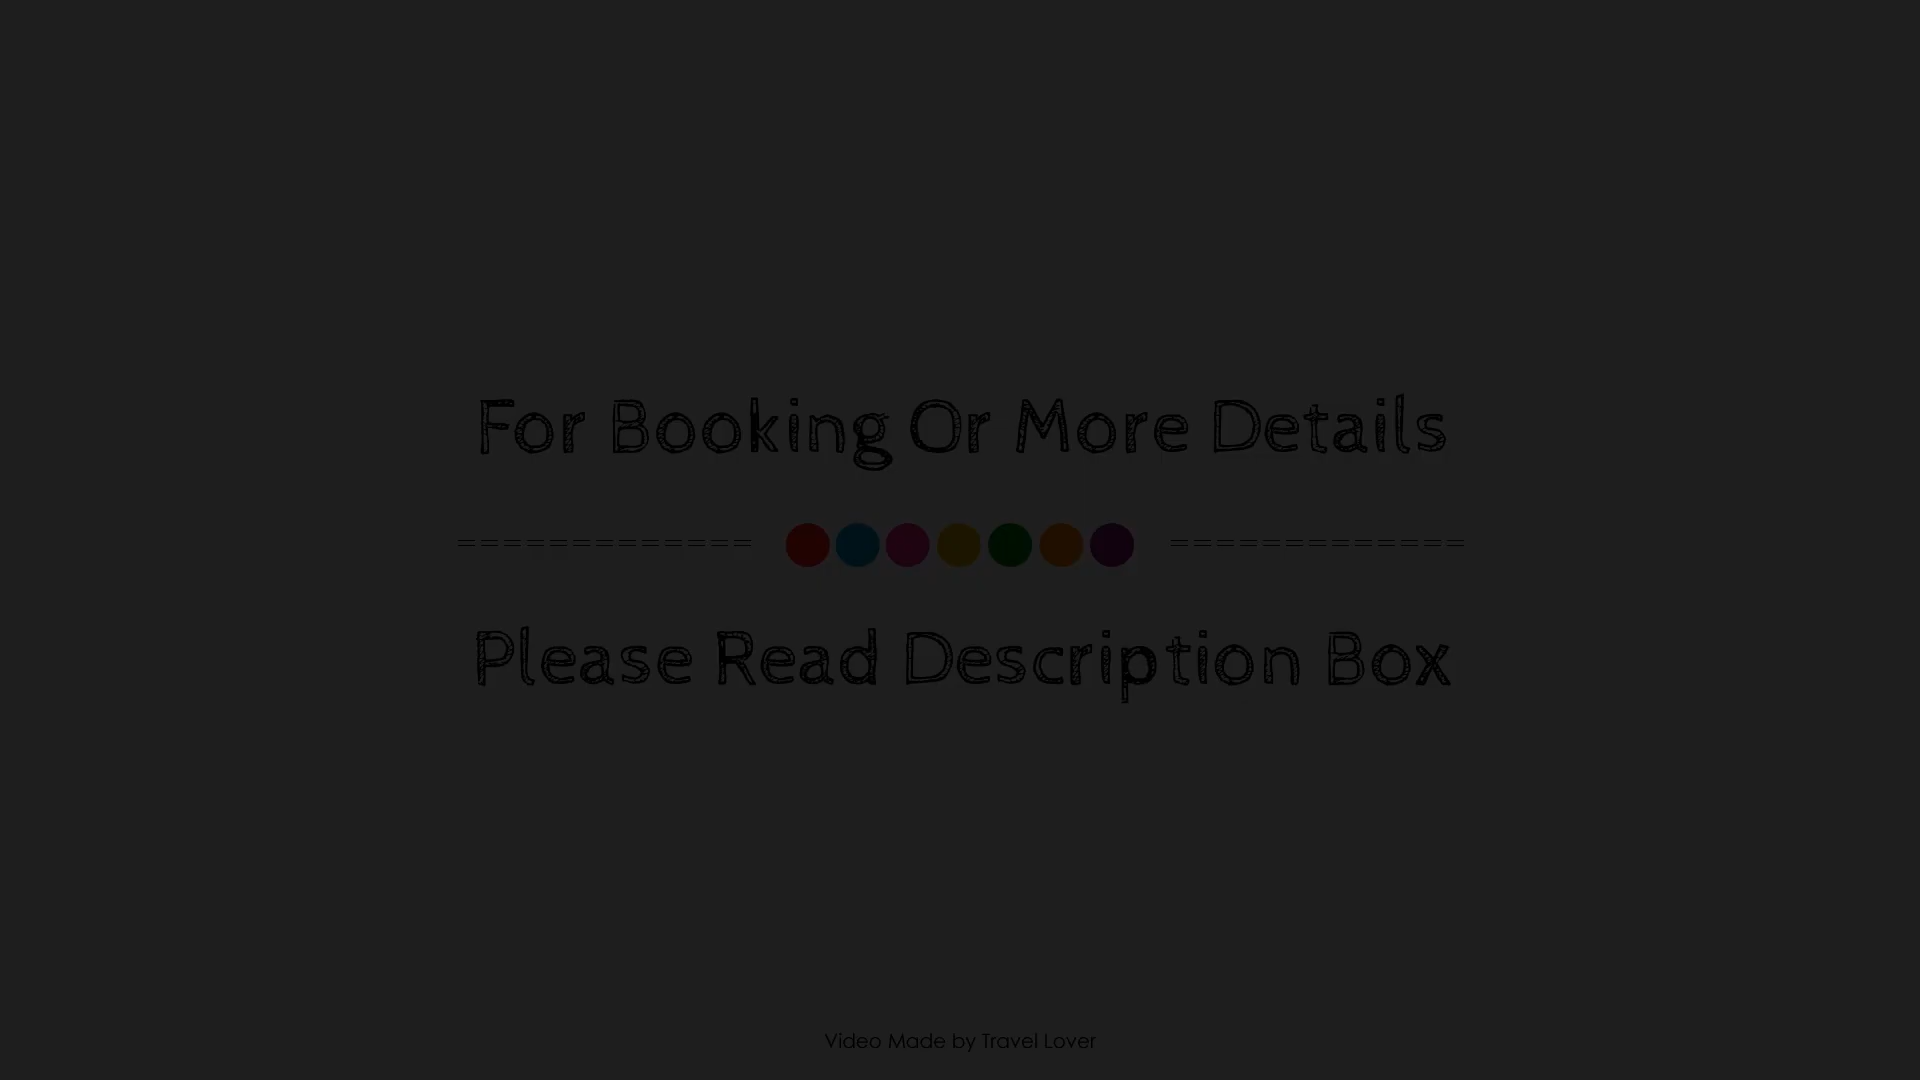 For Booking Or More Details
============= =============
Please Read Description Box
Video Made by Travel Lover